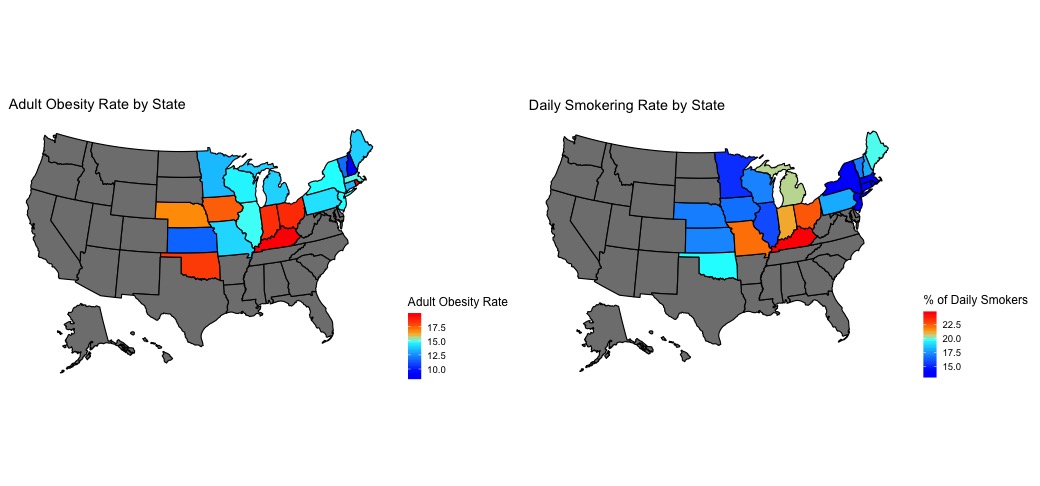 Adult Obesity Rate by State
Daily Smokering Rate by State
Adult Obesity Rate
17.5
15.0
12.5
10.0
% of Daily Smokers
22.5
20.0
17.5
15.0